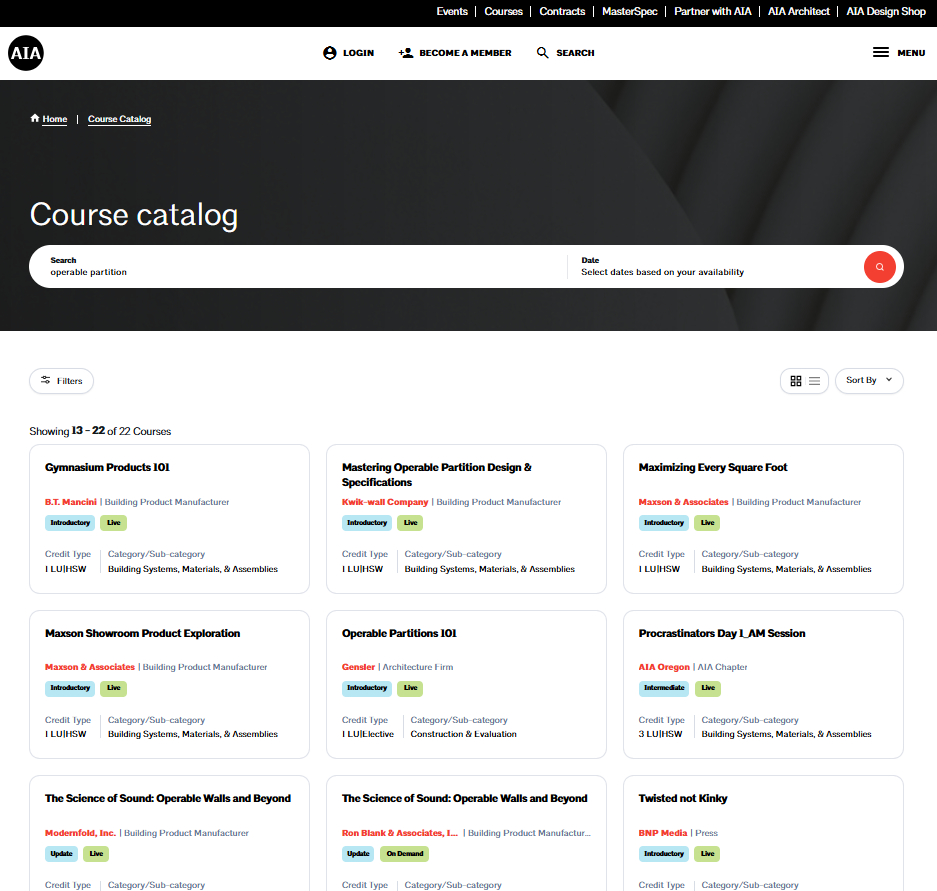 Events | Courses | Contracts | MasterSpec | Partner with AIA | AIA Architect | AIA Design Shop
AIA LOGIN BECOME A MEMBER SEARCH MENU
Home | Course Catalog
Course catalog
Search
operable partition
Date
Select dates based on your availability
Filters
Sort By
Showing 13 - 22 of 22 Courses
Gymnasium Products 101
B.T. Mancini | Building Product Manufacturer
Introductory Live
Credit Type
1 LU|HSW
Category/Sub-category
Building Systems, Materials, & Assemblies
Mastering Operable Partition Design &
Specifications
Kwik-wall Company | Building Product Manufacturer
Introductory Live
Credit Type
1 LU|HSW
Category/Sub-category
Building Systems, Materials, & Assemblies
Maximizing Every Square Foot
Maxson & Associates | Building Product Manufacturer
Introductory Live
Credit Type
1 LU|HSW
Category/Sub-category
Building Systems, Materials, & Assemblies
Maxson Showroom Product Exploration
Maxson & Associates | Building Product Manufacturer
Introductory Live
Credit Type
1 LU|HSW
Category/Sub-category
Building Systems, Materials, & Assemblies
Operable Partitions 101
Gensler | Architecture Firm
Introductory Live
Credit Type
1 LU|Elective
Category/Sub-category
Construction & Evaluation
Procrastinators Day 1_AM Session
AIA Oregon | AIA Chapter
Intermediate Live
Credit Type
3 LU|HSW
Category/Sub-category
Building Systems, Materials, & Assemblies
The Science of Sound: Operable Walls and Beyond
Modernfold, Inc. | Building Product Manufacturer
Update Live
Credit Type
Category/Sub-category
The Science of Sound: Operable Walls and Beyond
Ron Blank & Associates, I... | Building Product Manufactur...
Update On Demand
Credit Type
Category/Sub-category
Twisted not Kinky
BNP Media | Press
Introductory Live
Credit Type
Category/Sub-category